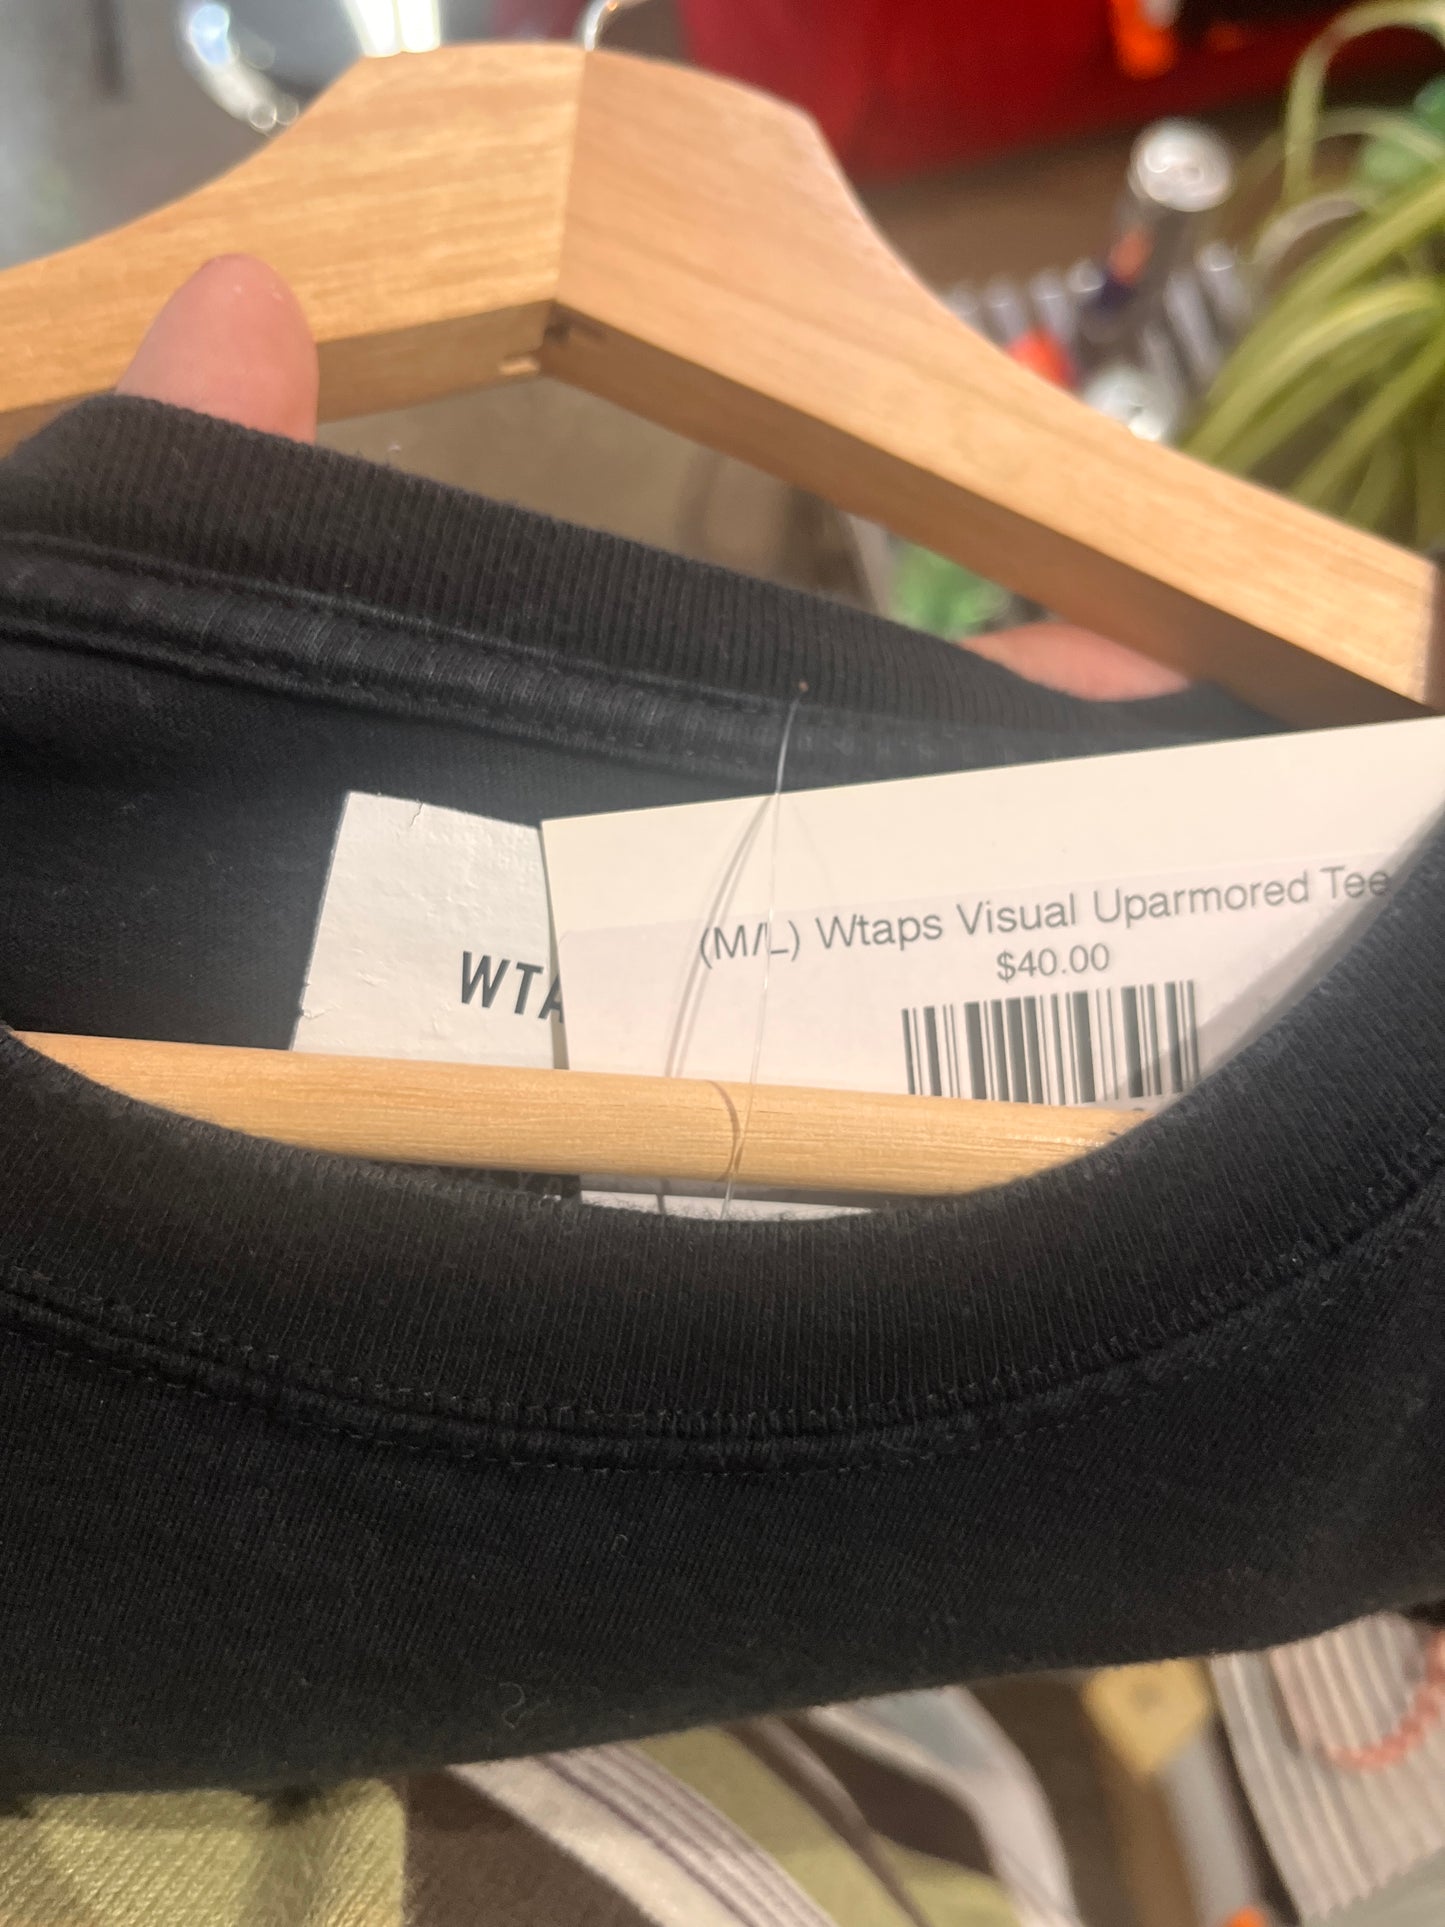 WTA
(M/L) Wtaps Visual Uparmored Tee
$40.00